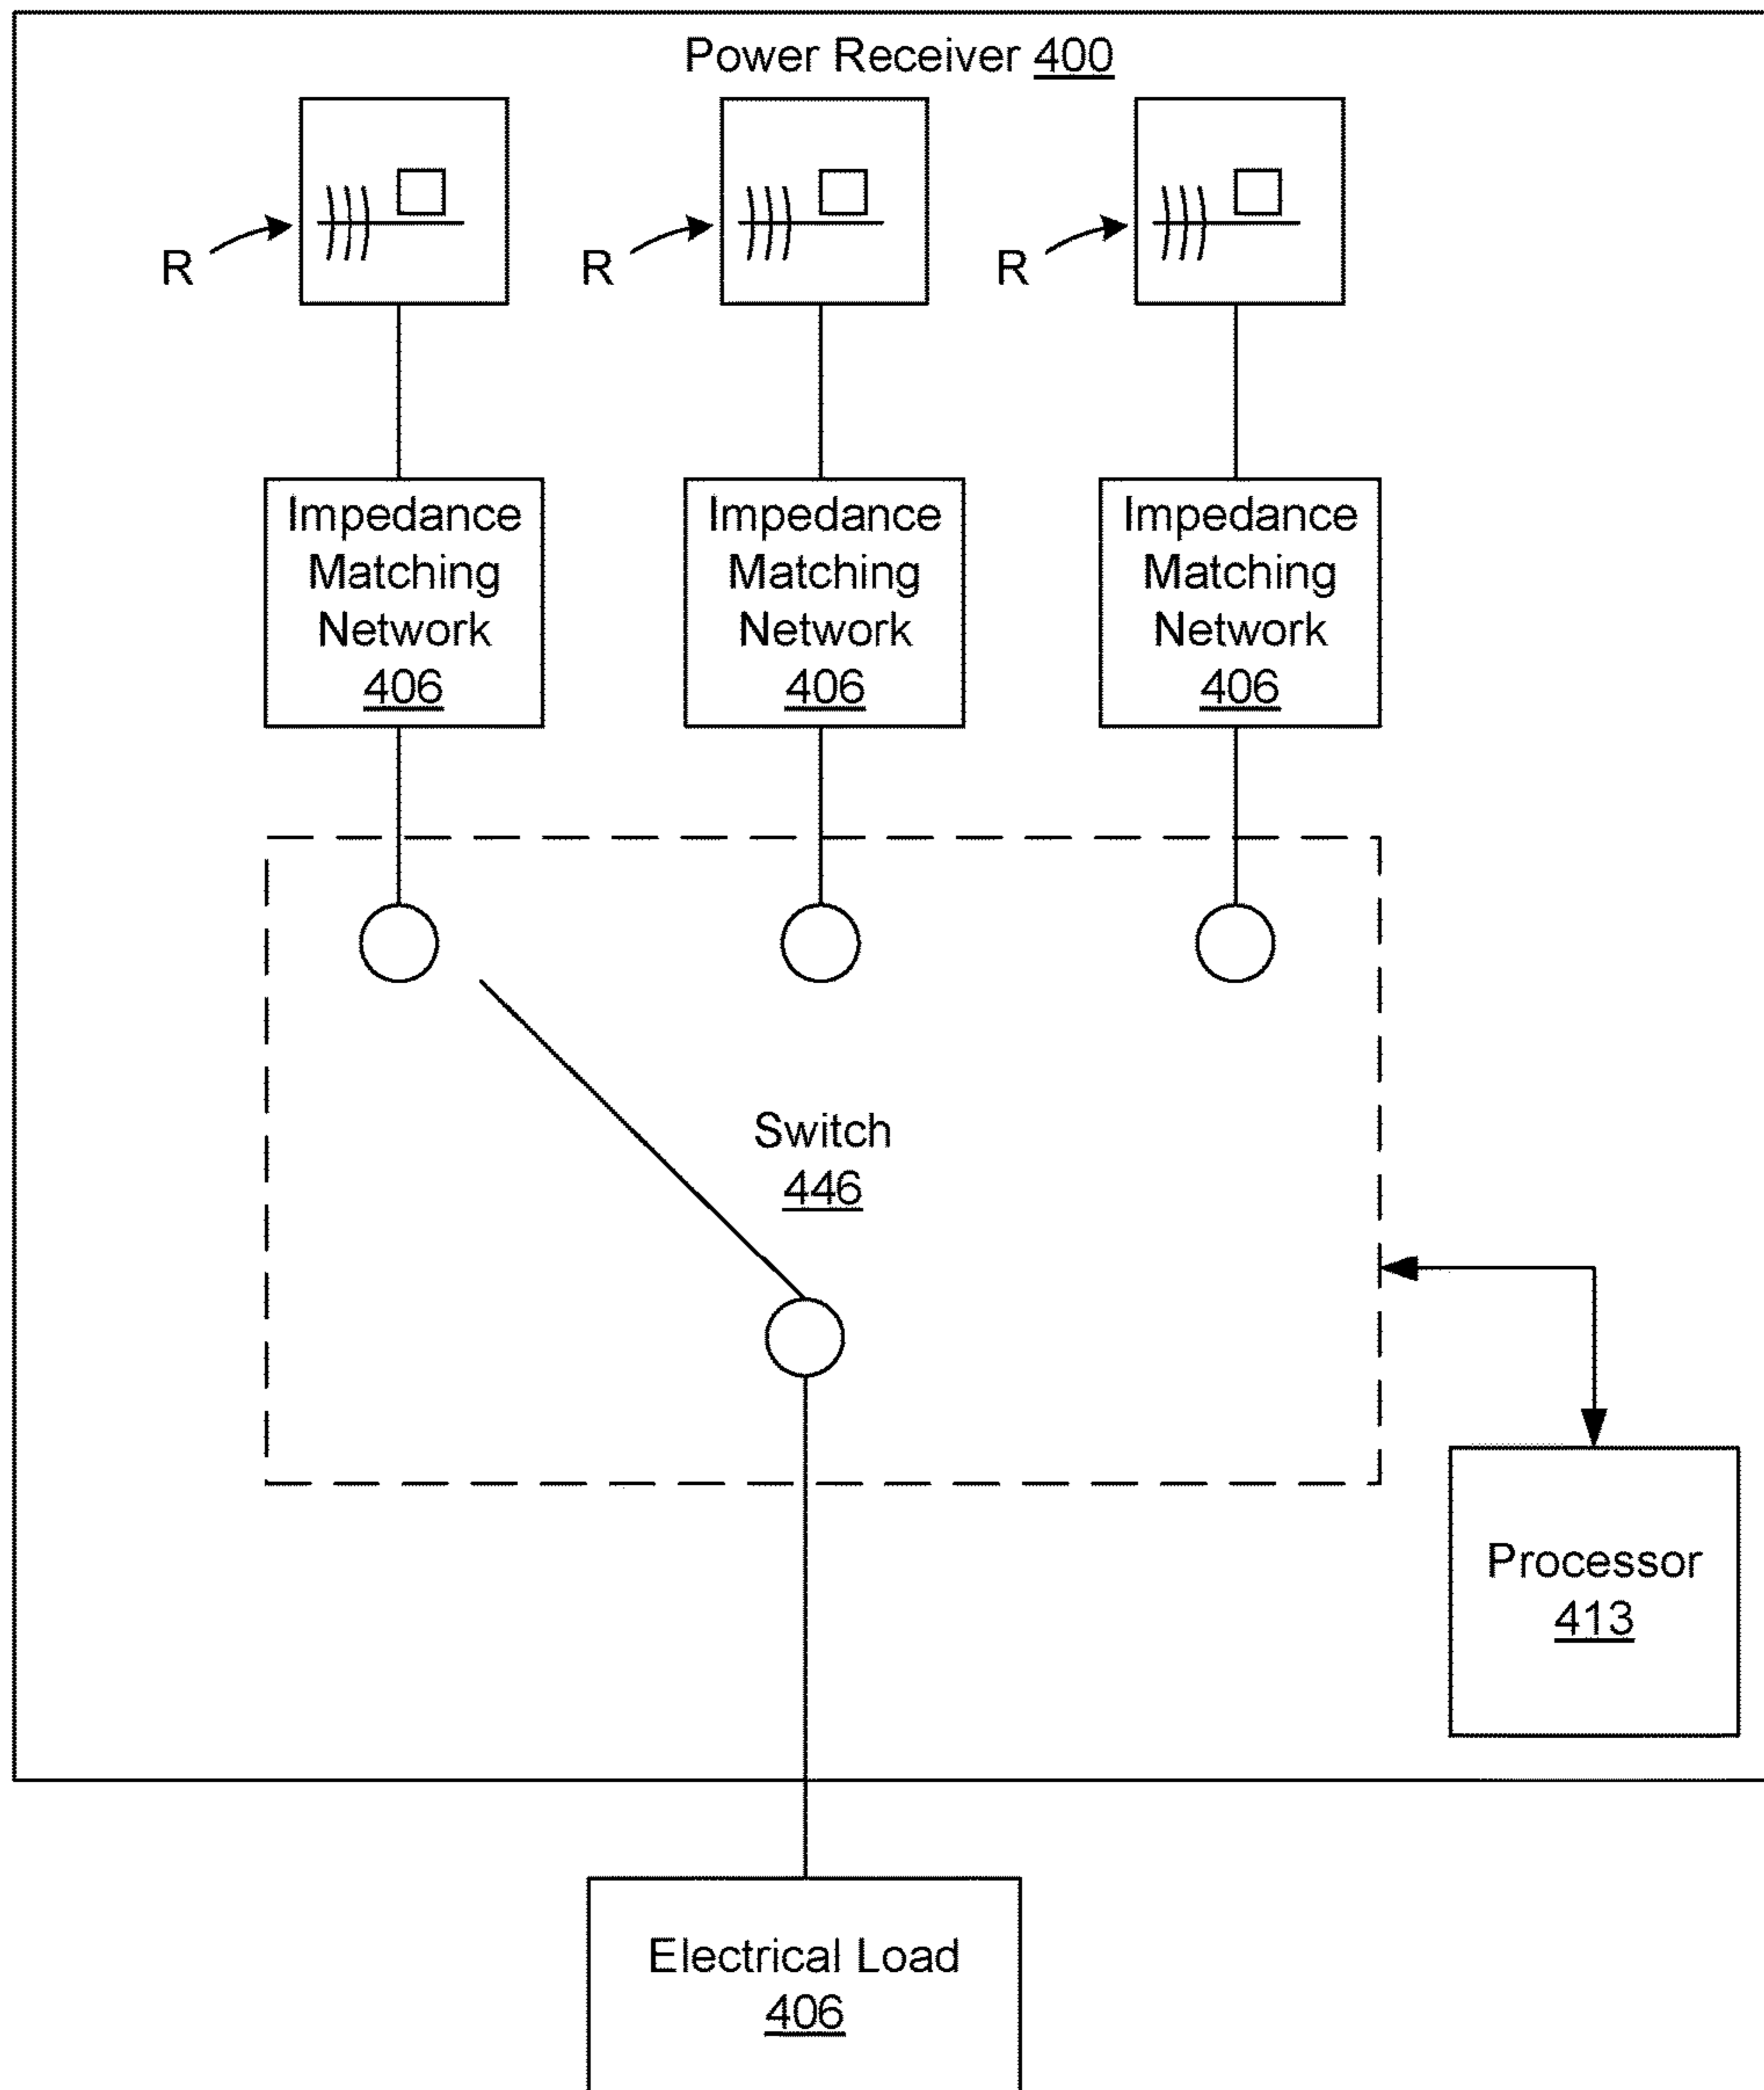 Power Receiver 400
R
R
R
Impedance
Matching
Network
406
Impedance
Matching
Network
406
Impedance
Matching
Network
406
Switch
446
Processor
413
Electrical Load
406